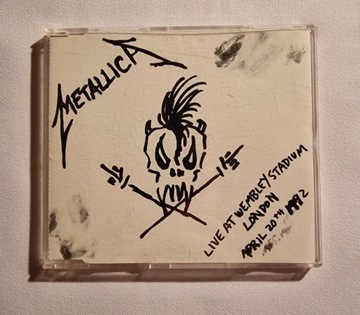 METALLICA
LIVE AT WEMBLEY STADIUM
LONDON
APRIL 20TH 1992